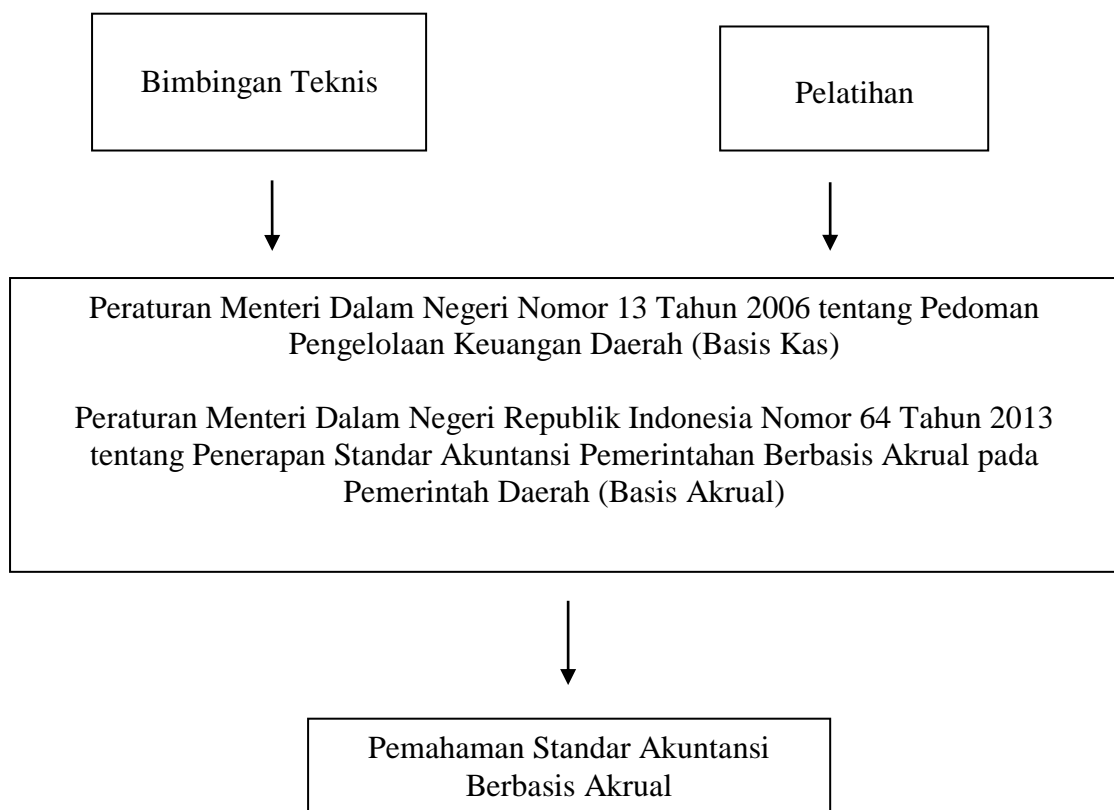 Bimbingan Teknis
Pelatihan
Peraturan Menteri Dalam Negeri Nomor 13 Tahun 2006 tentang Pedoman
Pengelolaan Keuangan Daerah (Basis Kas)
Peraturan Menteri Dalam Negeri Republik Indonesia Nomor 64 Tahun 2013
tentang Penerapan Standar Akuntansi Pemerintahan Berbasis Akrual pada
Pemerintah Daerah (Basis Akrual)
Pemahaman Standar Akuntansi
Berbasis Akrual